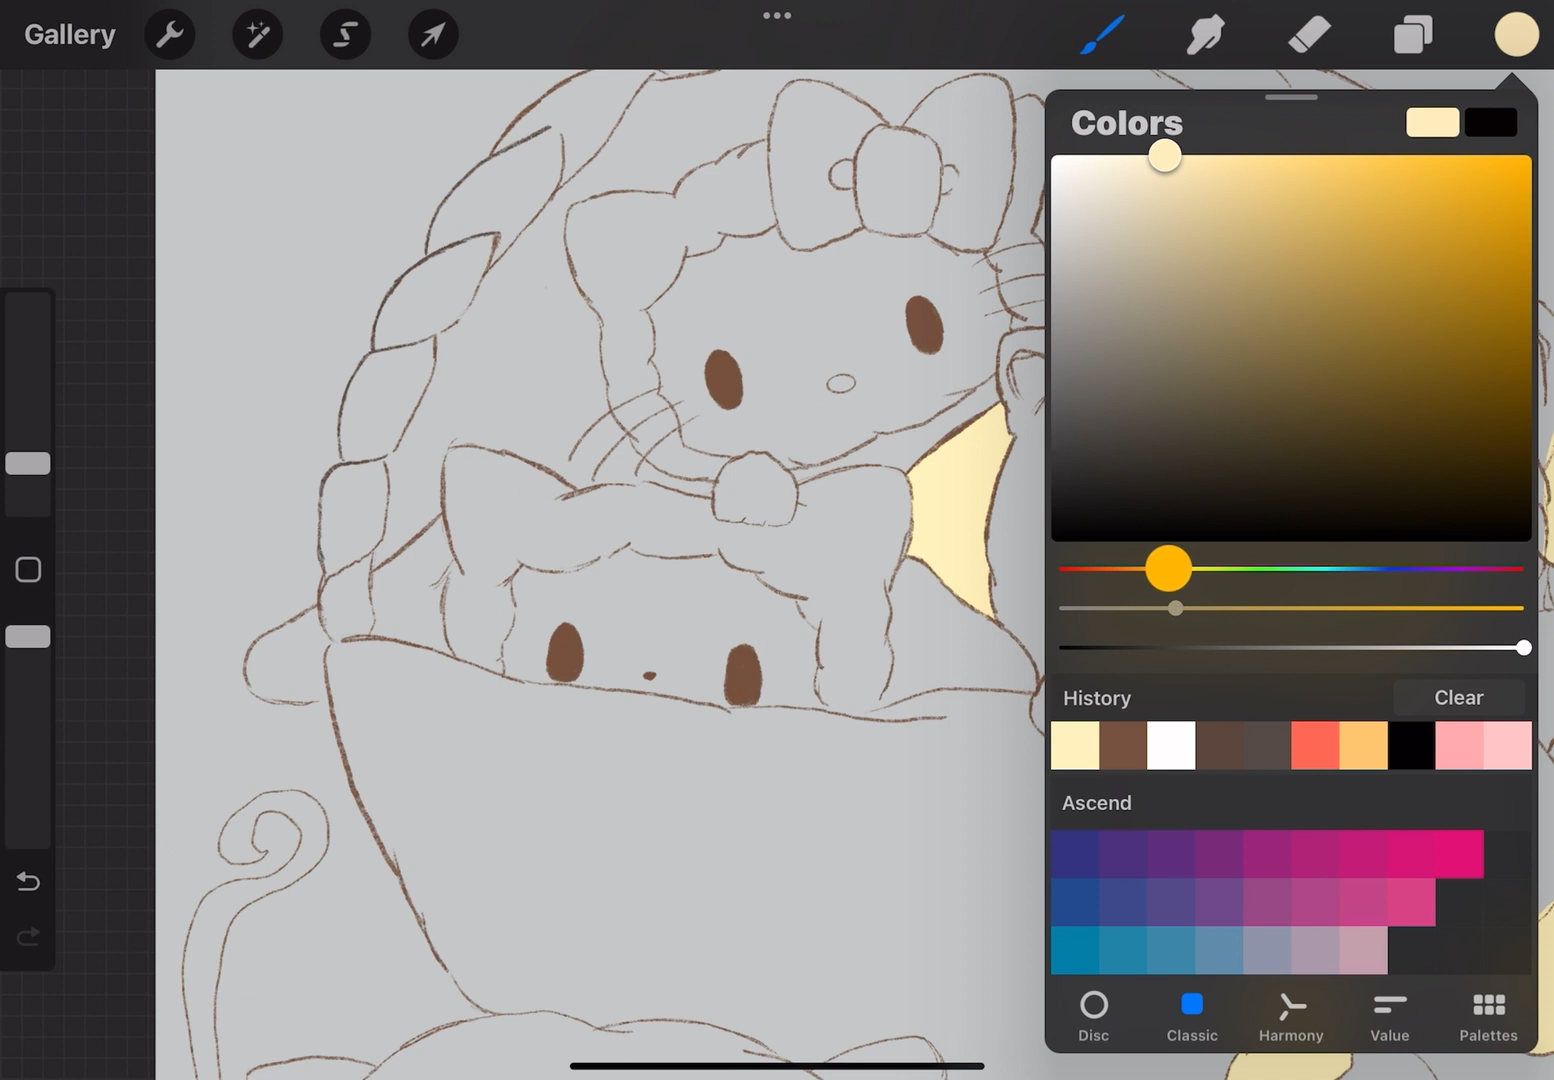 Gallery
Colors
History
Clear
Ascend
Disc
Classic
Harmony
Value
Palettes